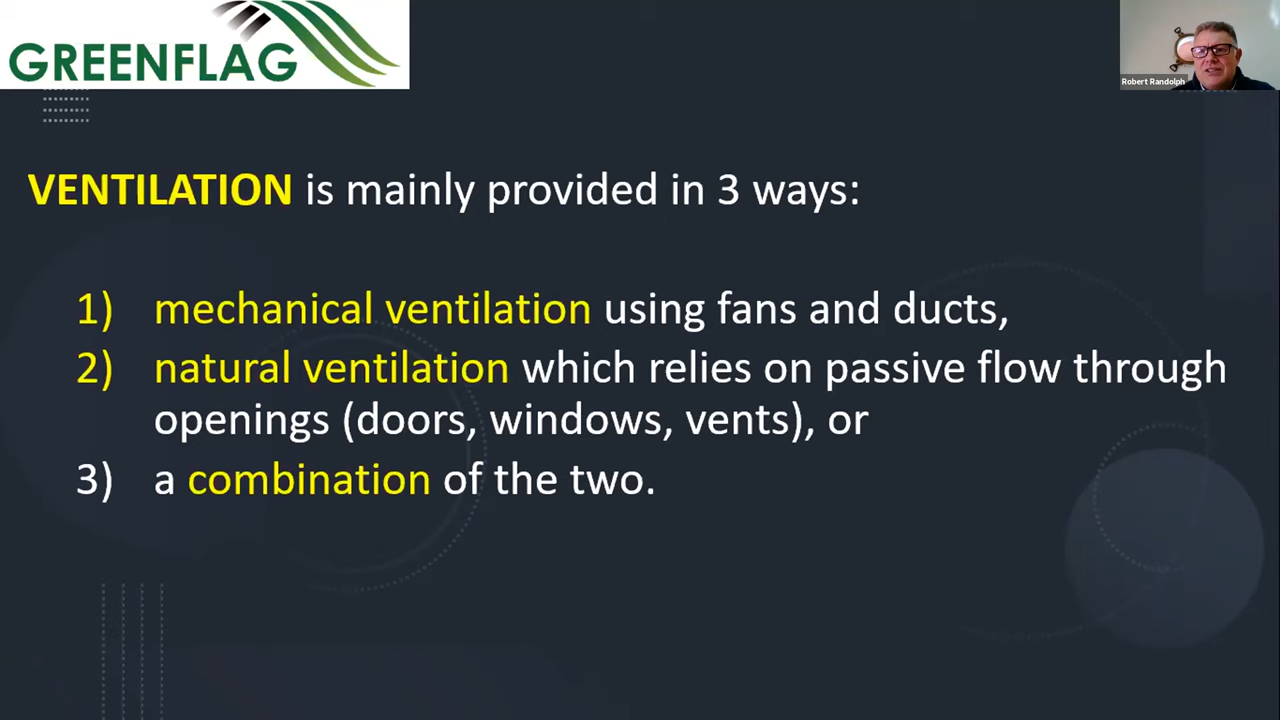 GREENFLAG
Robert Randolph
VENTILATION is mainly provided in 3 ways:
1) mechanical ventilation using fans and ducts,
2) natural ventilation which relies on passive flow through
openings (doors, windows, vents), or
3) a combination of the two.